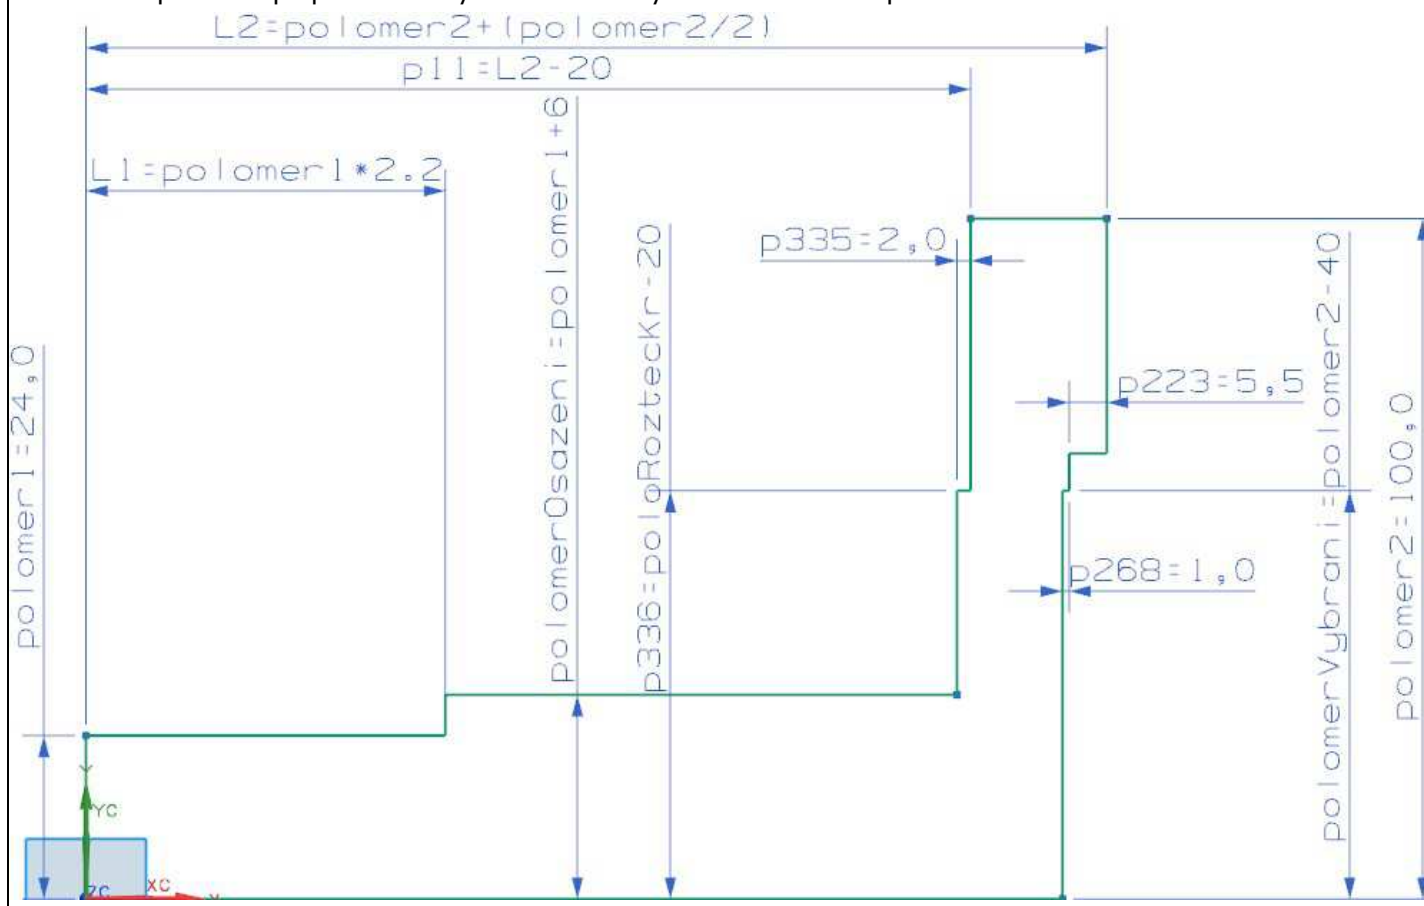 L2=polomer2+(polomer2/2)
p11=L2-20
L1=polomer1*2.2
polomerOsazeni=polomer1+6
p336=poloRoztecKr-20
p335=2,0
polomerVybrani=polomer2-40
p223=5,5
polomer1=24,0
polomer2=100,0
p268=1,0
Y
YC
ZC
XC
X